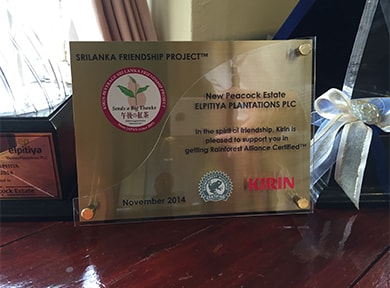 SRILANKA FRIENDSHIP PROJECT™
Sends a Big Thanks
午後の紅茶
New Peacock Estate
ELPITIYA PLANTATIONS PLC
In the spirit of friendship, Kirin is
pleased to support you in
getting Rainforest Alliance Certified™
November 2014
KIRIN
elpitiya
cock Estate